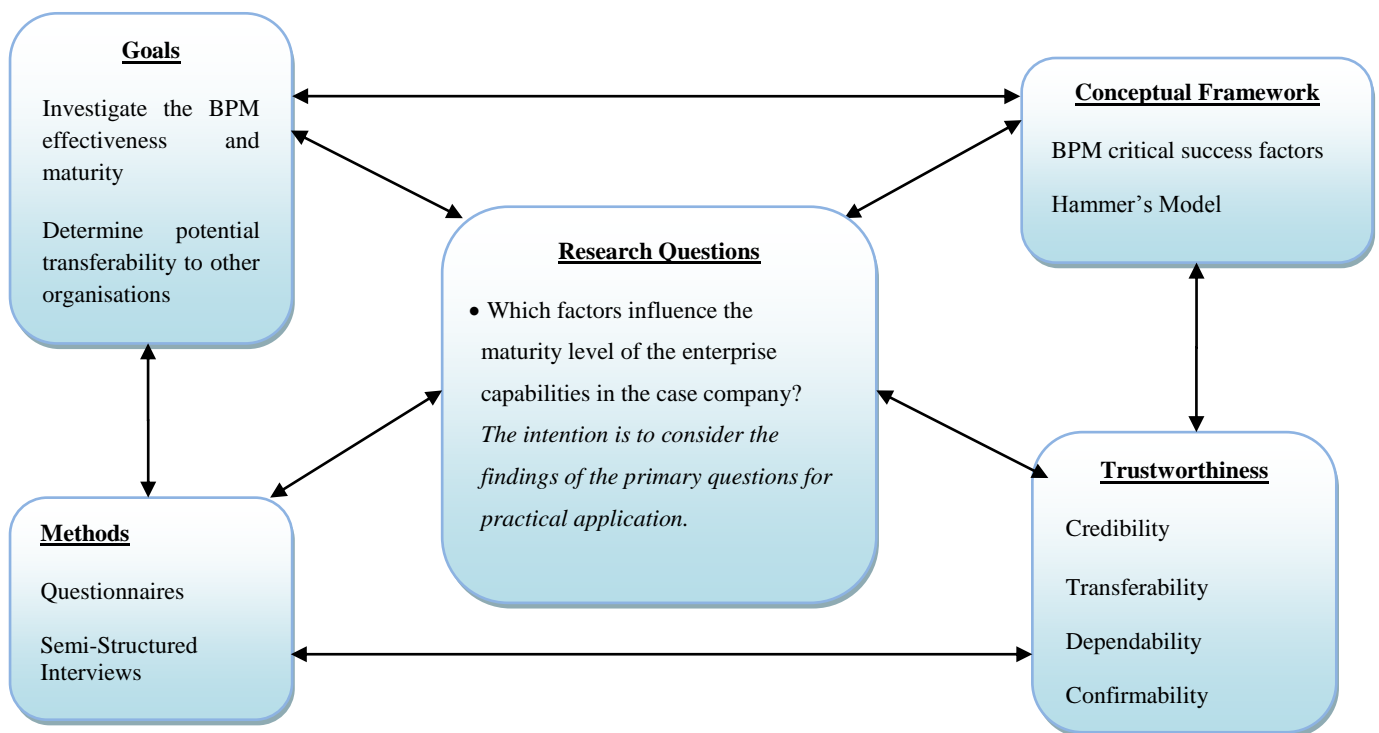 Goals
Investigate the BPM
effectiveness and
maturity
Determine potential
transferability to other
organisations
Conceptual Framework
BPM critical success factors
Hammer’s Model
Research Questions
• Which factors influence the
maturity level of the enterprise
capabilities in the case company?
The intention is to consider the
findings of the primary questions for
practical application.
Methods
Questionnaires
Semi-Structured
Interviews
Trustworthiness
Credibility
Transferability
Dependability
Confirmability